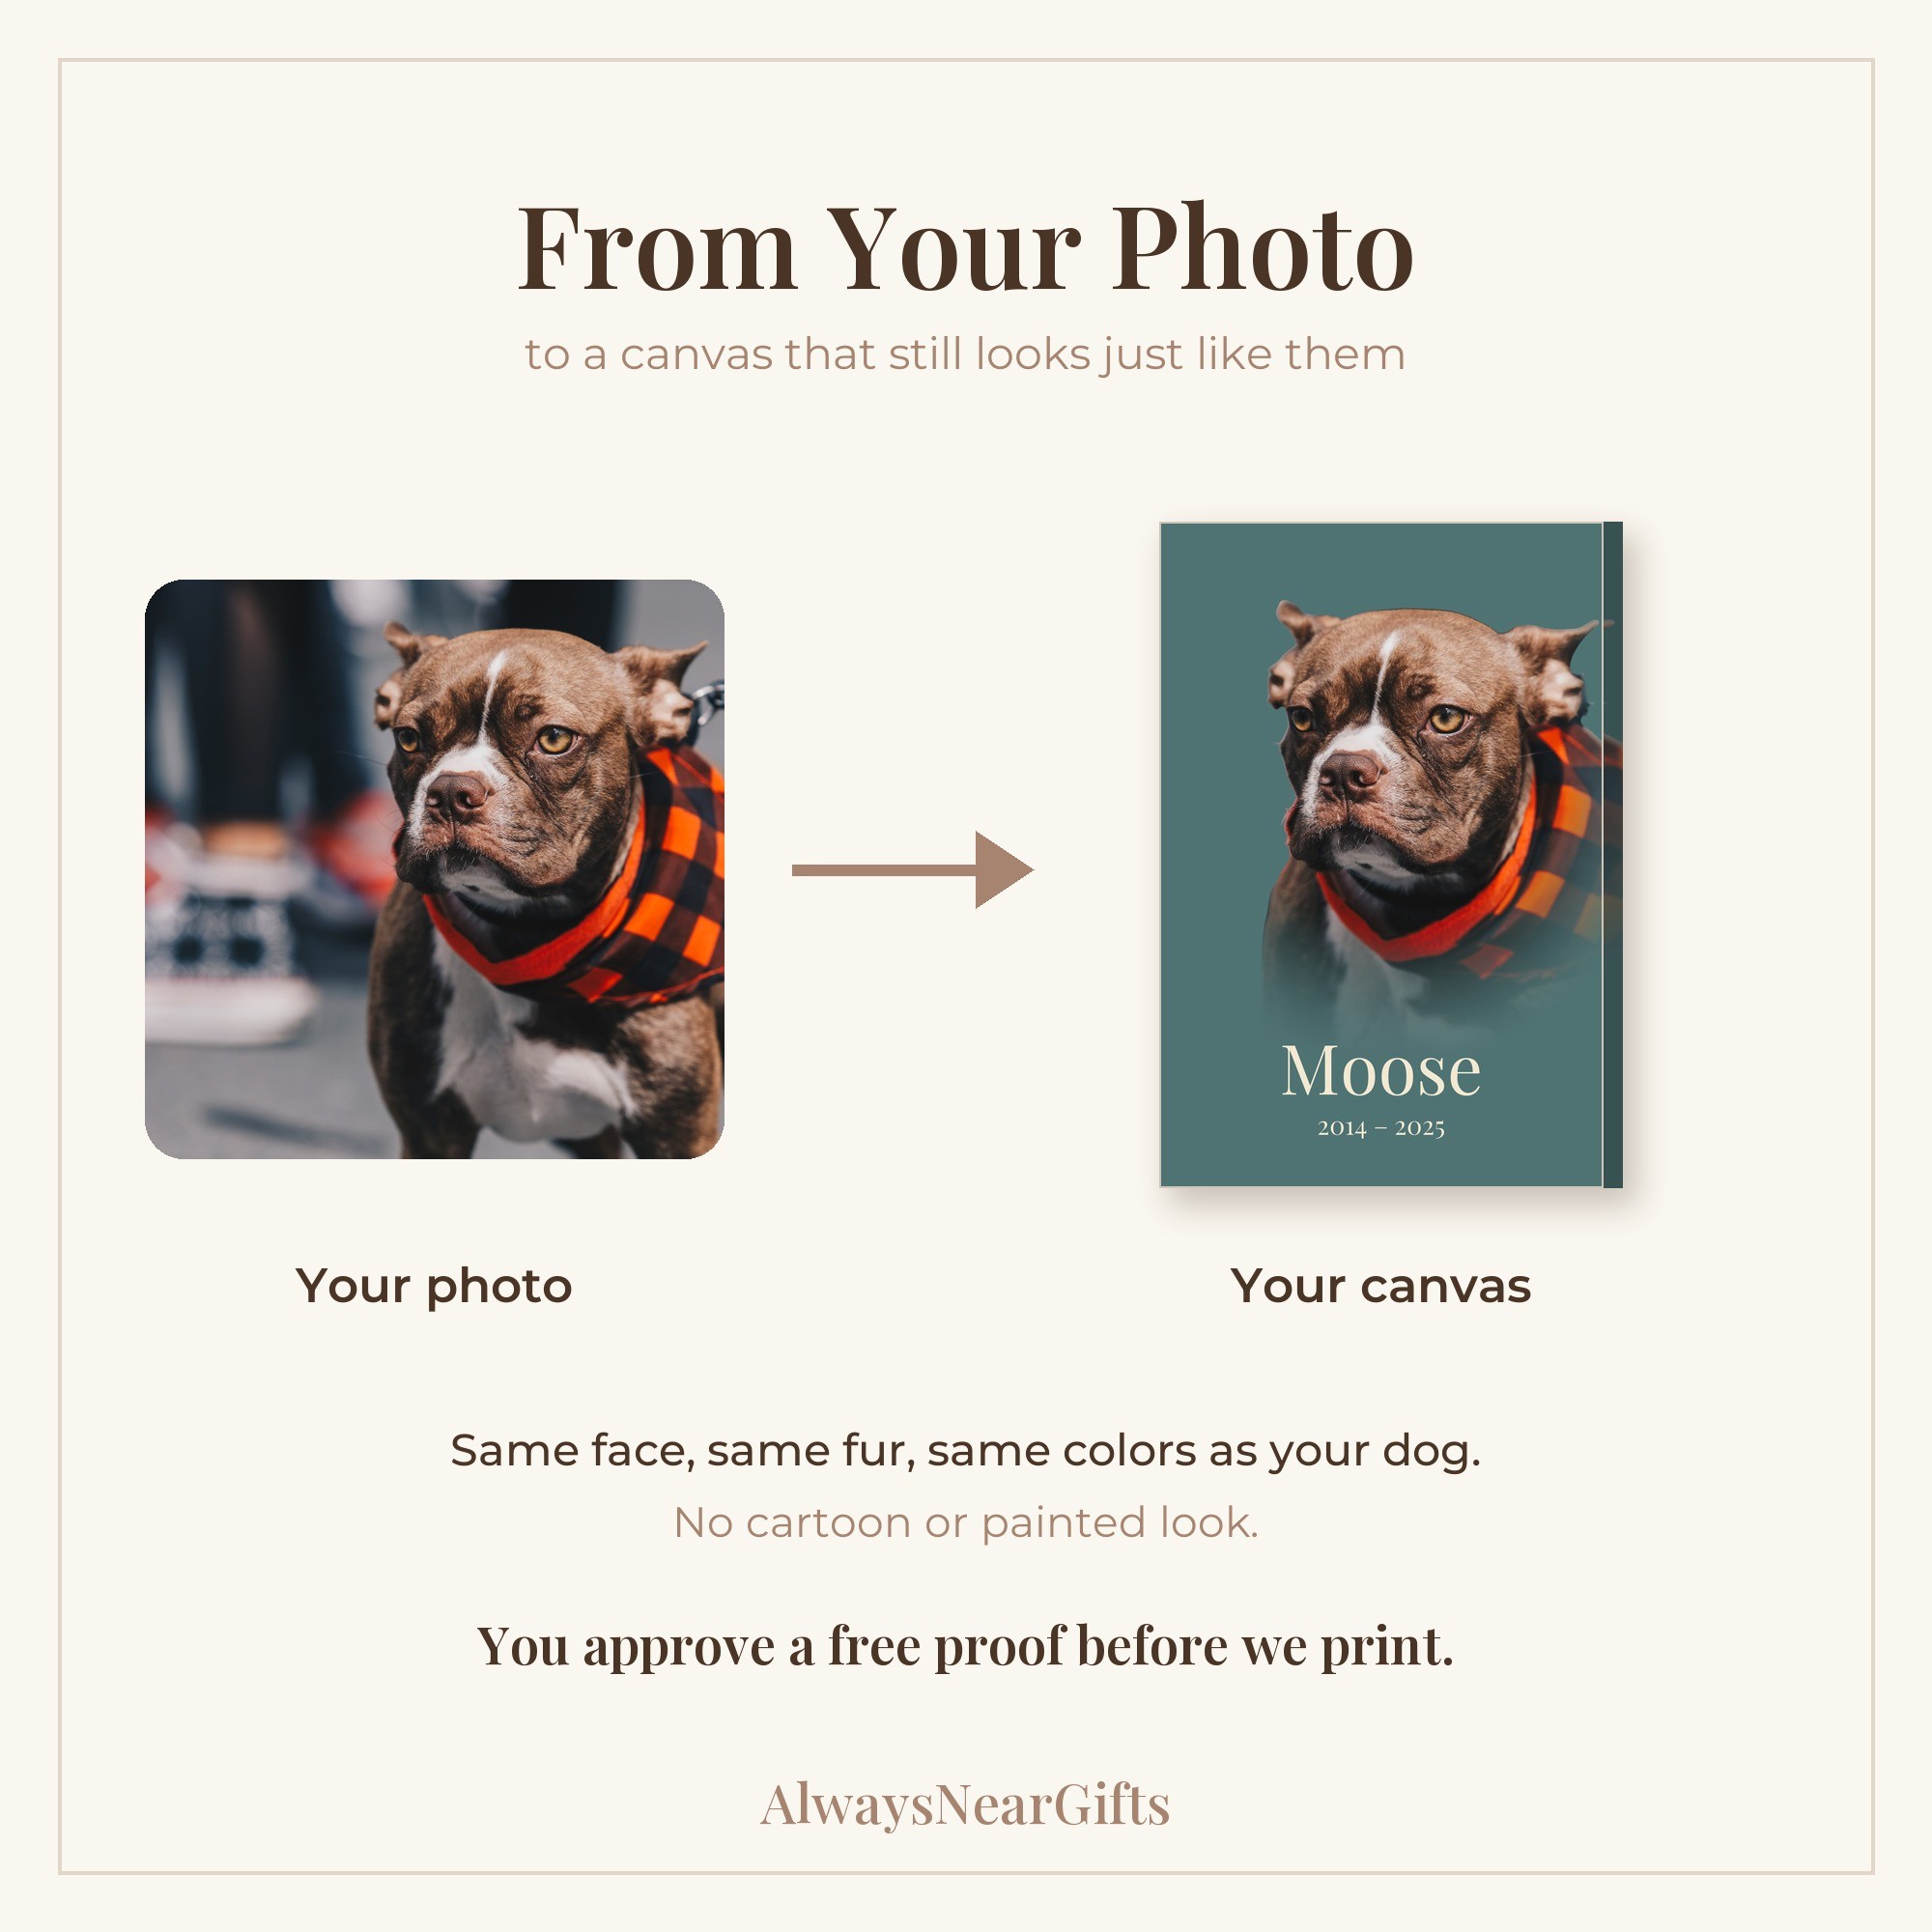 From Your Photo
to a canvas that still looks just like them
Moose
2014 – 2025
Your photo
Your canvas
Same face, same fur, same colors as your dog.
No cartoon or painted look.
You approve a free proof before we print.
AlwaysNearGifts